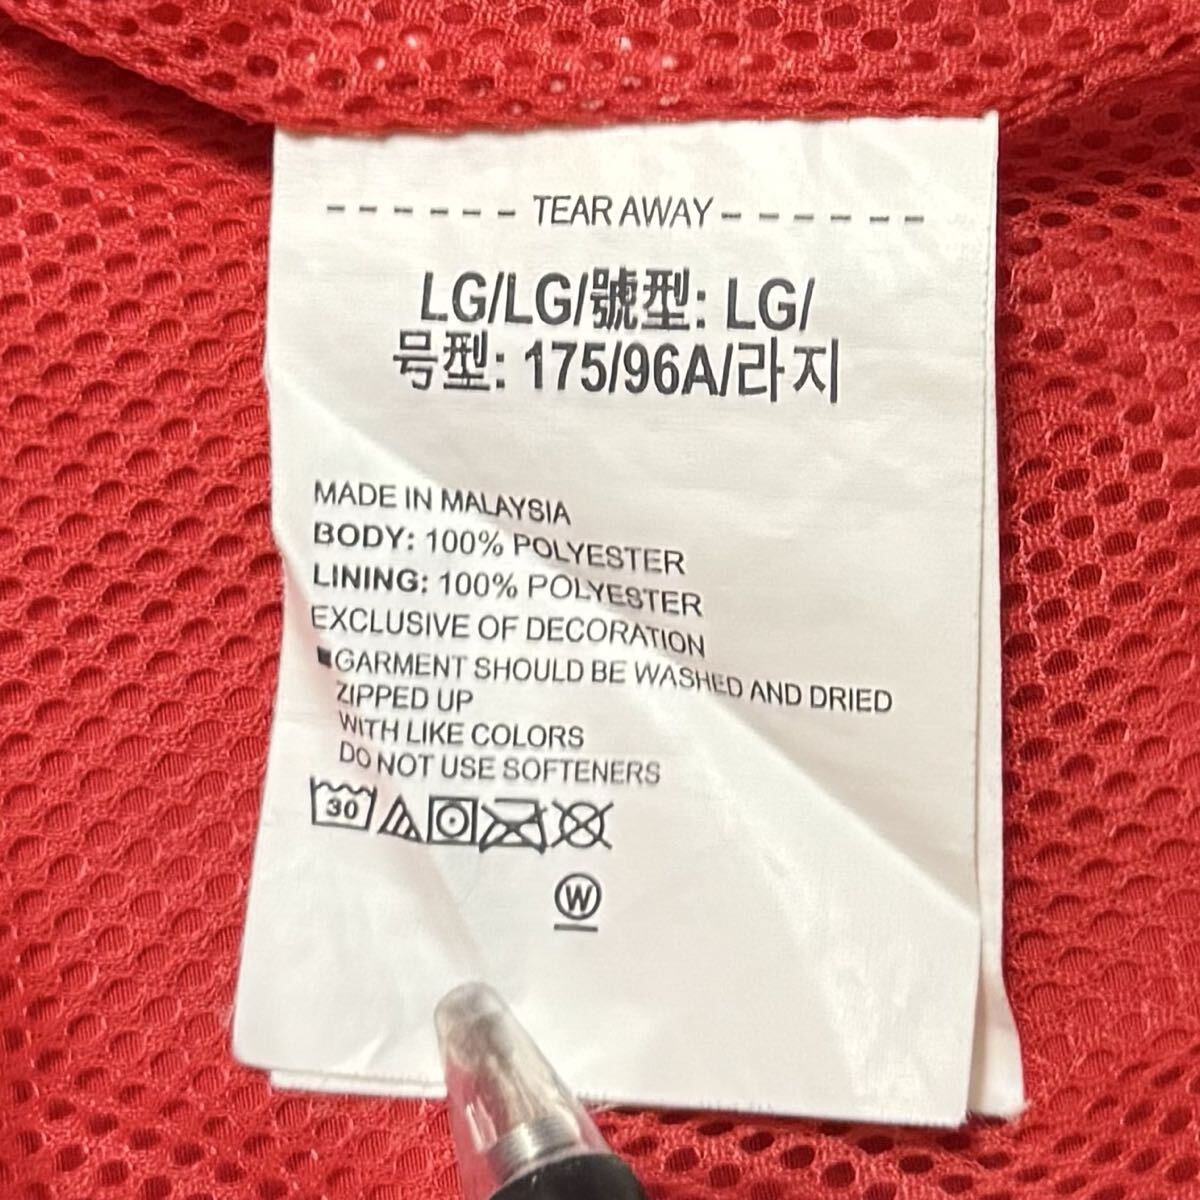 TEAR AWAY
LG/LG/號型: LG/
号型: 175/96A/라지
MADE IN MALAYSIA
BODY: 100% POLYESTER
LINING: 100% POLYESTER
EXCLUSIVE OF DECORATION
■GARMENT SHOULD BE WASHED AND DRIED
ZIPPED UP
WITH LIKE COLORS
DO NOT USE SOFTENERS
30
W